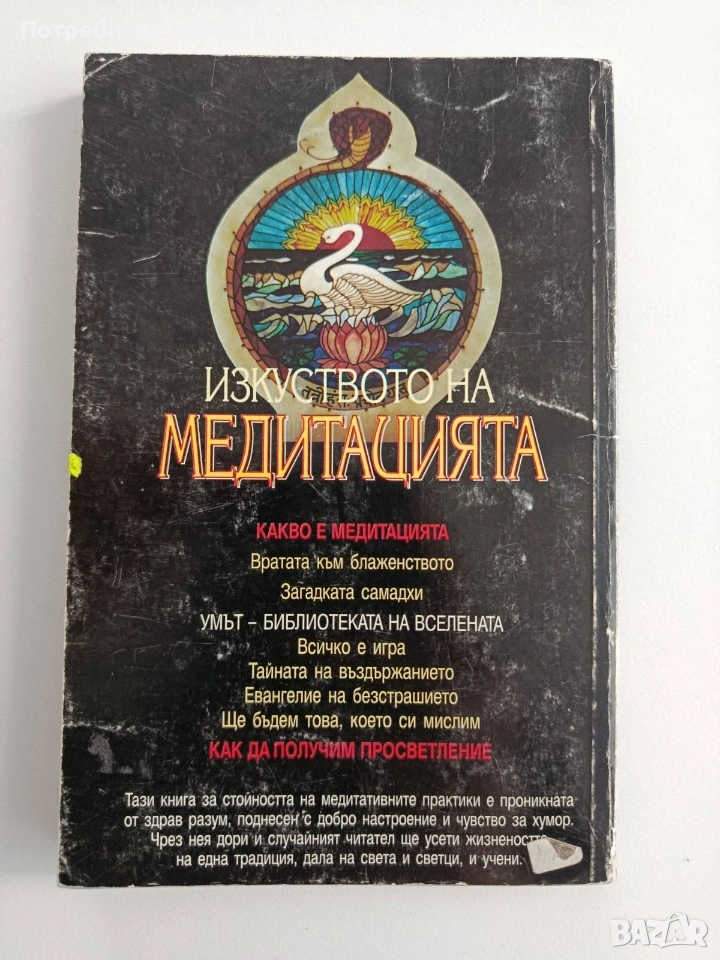 Потребител
ИЗКУСТВОТО НА
МЕДИТАЦИЯТА
КАКВО Е МЕДИТАЦИЯТА
Вратата към блаженството
Загадката самадхи
УМЪТ – БИБЛИОТЕКАТА НА ВСЕЛЕНАТА
Всичко е игра
Тайната на въздържанието
Евангелие на безстрашието
Ще бъдем това, което си мислим
КАК ДА ПОЛУЧИМ ПРОСВЕТЛЕНИЕ
Тази книга за стойността на медитативните практики е проникната
от здрав разум, поднесен с добро настроение и чувство за хумор.
Чрез нея дори и случайният читател ще усети жизнеността
на една традиция, дала на света и светци, и учени.
BAZAR